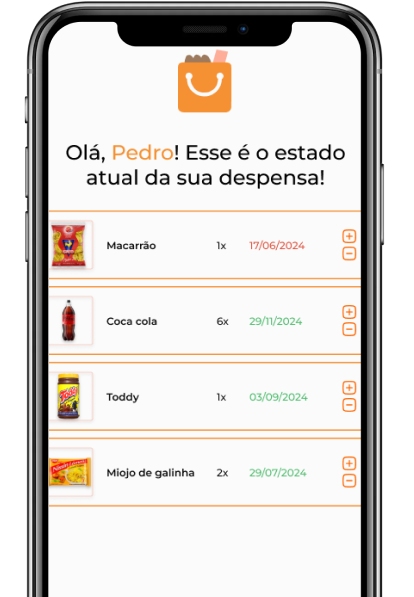 Olá, Pedro! Esse é o estado
atual da sua despensa!
Macarrão 1x 17/06/2024
Coca cola 6x 29/11/2024
Toddy 1x 03/09/2024
Toddy
Miojo de galinha 2x 29/07/2024